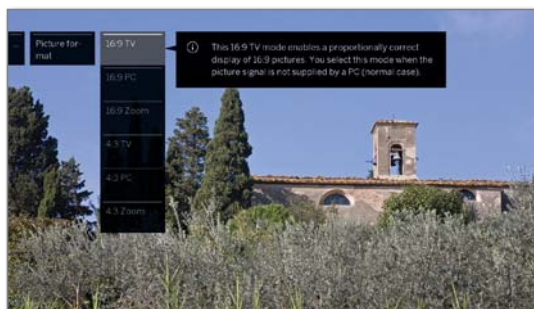 ...
Picture for-
mat
16:9 TV
This 16:9 TV mode enables a proportionally correct
display of 16:9 pictures. You select this mode when the
picture signal is not supplied by a PC (normal case).
16:9 PC
16:9 Zoom
4:3 TV
4:3 PC
4:3 Zoom